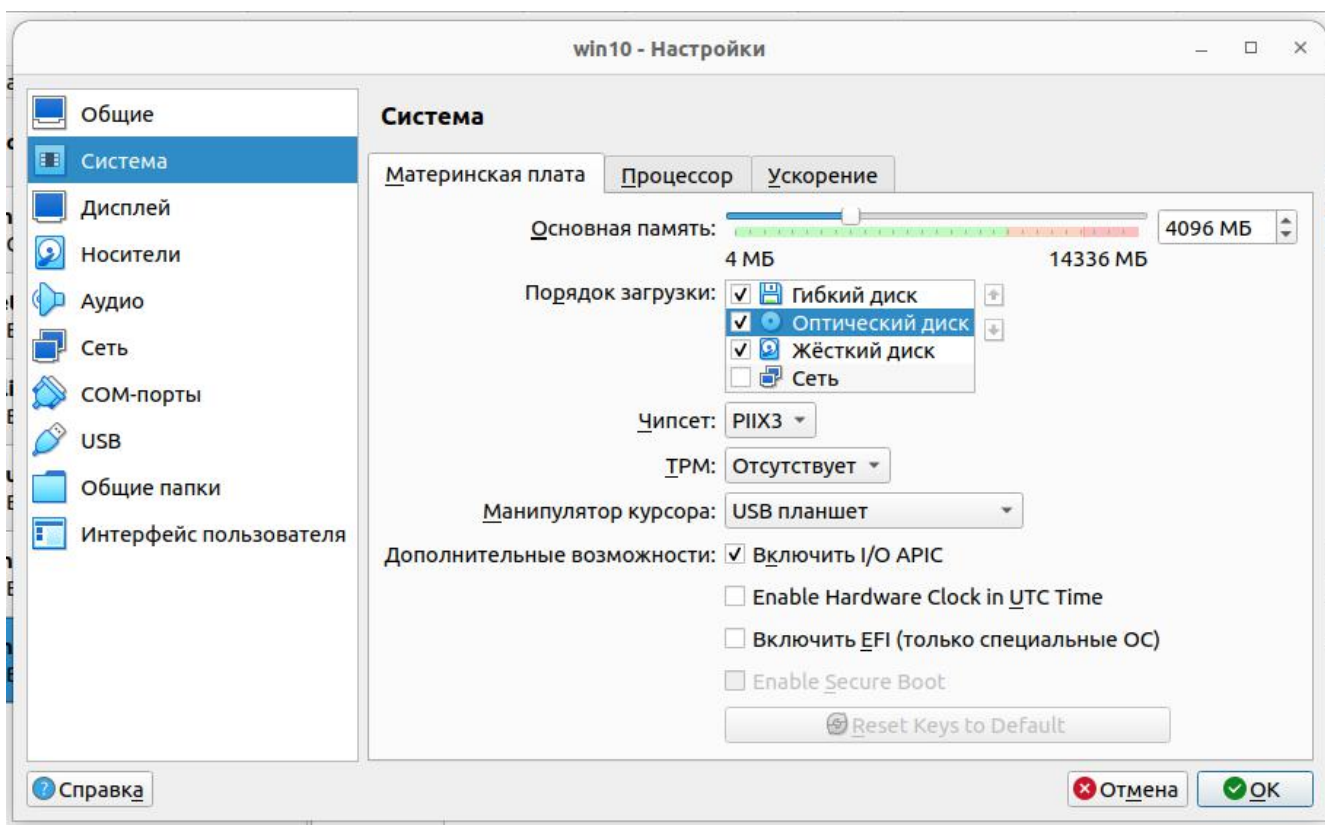 win10 - Настройки
Общие
Система
Дисплей
Носители
Аудио
Сеть
COM-порты
USB
Общие папки
Интерфейс пользователя
Система
Материнская плата Процессор Ускорение
Основная память: 4096 МБ
4 МБ 14336 МБ
Порядок загрузки: Гибкий диск
Оптический диск
Жёсткий диск
Сеть
Чипсет: PIIX3
TPM: Отсутствует
Манипулятор курсора: USB планшет
Дополнительные возможности: Включить I/O APIC
Enable Hardware Clock in UTC Time
Включить EFI (только специальные ОС)
Enable Secure Boot
Reset Keys to Default
Справка Отмена OK